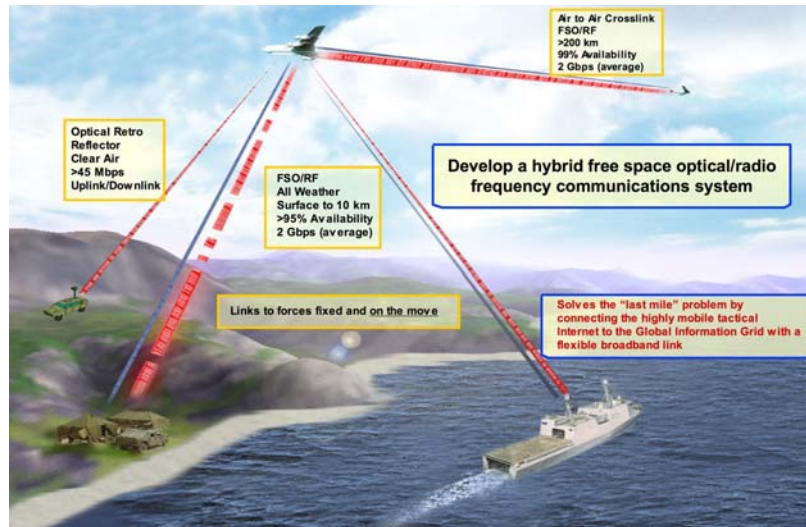 Air to Air Crosslink
FSO/RF
>200 km
99% Availability
2 Gbps (average)
Optical Retro
Reflector
Clear Air
>45 Mbps
Uplink/Downlink
FSO/RF
All Weather
Surface to 10 km
>95% Availability
2 Gbps (average)
Develop a hybrid free space optical/radio
frequency communications system
Links to forces fixed and on the move
Solves the “last mile” problem by
connecting the highly mobile tactical
Internet to the Global Information Grid with a
flexible broadband link